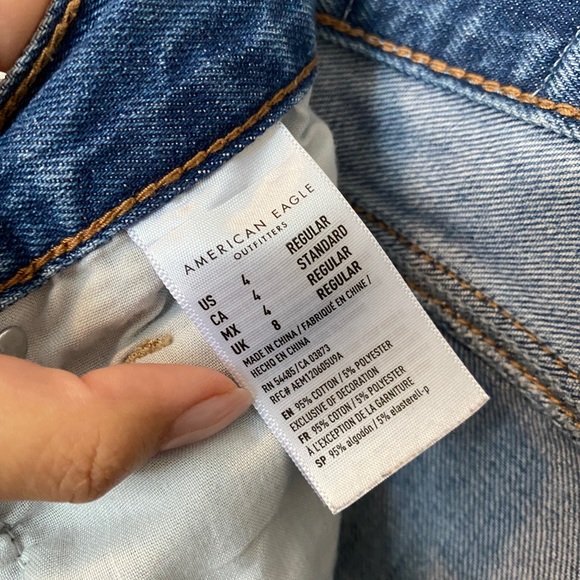 AMERICAN EAGLE
OUTFITTERS
US 4 REGULAR
CA 4 STANDARD
MX 4 REGULAR
UK 8 REGULAR
MADE IN CHINA / FABRIQUÉ EN CHINE /
HECHO EN CHINA
RN 54485/ CA 03873
RFC# AEM120605U9A
EN 95% COTTON / 5% POLYESTER
EXCLUSIVE OF DECORATION
FR 95% COTON / 5% POLYESTER
À L'EXCEPTION DE LA GARNITURE
SP 95% algodón / 5% elasterell-p